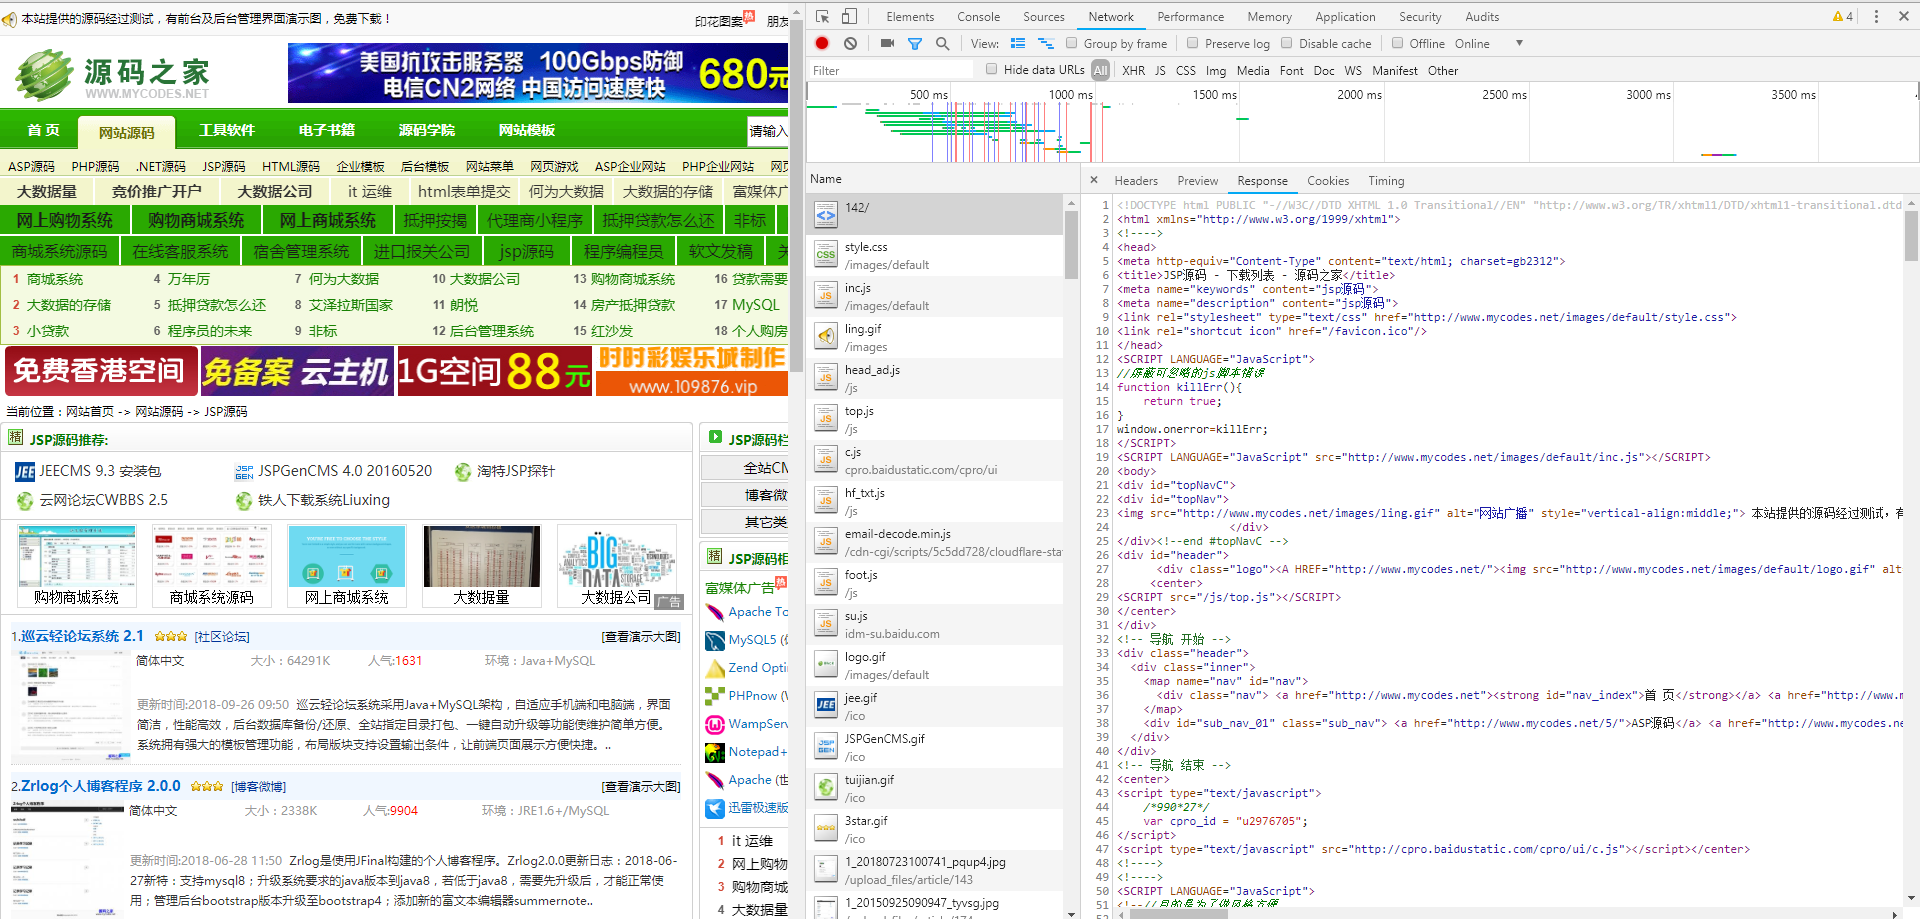 本站提供的源码经过测试，有前台及后台管理界面演示图，免费下载！
印花图案
源码之家
WWW.MYCODES.NET
美国抗攻击服务器 100Gbps防御
电信CN2网络 中国访问速度快
680元
首 页 网站源码 工具软件 电子书籍 源码学院 网站模板
请输入
ASP源码 PHP源码 .NET源码 JSP源码 HTML源码 企业模板 后台模板 网站菜单 网页游戏 ASP企业网站 PHP企业网站
大数据量 竞价推广开户 大数据公司 it 运维 html表单提交 何为大数据 大数据的存储 富媒体广
网上购物系统 购物商城系统 网上商城系统 抵押按揭 代理商小程序 抵押贷款怎么还 非标
商城系统源码 在线客服系统 宿舍管理系统 进口报关公司 jsp源码 程序编程员 软文发稿
1 商城系统 4 万年历 7 何为大数据 10 大数据公司 13 购物商城系统 16 贷款需要
2 大数据的存储 5 抵押贷款怎么还 8 艾泽拉斯国家 11 朗悦 14 房产抵押贷款 17 MySQL
3 小贷款 6 程序员的未来 9 非标 12 后台管理系统 15 红沙发 18 个人购房
免费香港空间 免备案 云主机 1G空间 88元 时时彩娱乐城制作
www.109876.vip
当前位置：网站首页 -> 网站源码 -> JSP源码
精 JSP源码推荐:
JEE JEECMS 9.3 安装包 JSP GEN JSPGenCMS 4.0 20160520 淘特JSP探针
云网论坛CWBBS 2.5 铁人下载系统Liuxing
购物商城系统 商城系统源码 网上商城系统 大数据量 大数据公司 广告
1.巡云轻论坛系统 2.1 [社区论坛] [查看演示大图]
简体中文 大小：64291K 人气:1631 环境：Java+MySQL
更新时间:2018-09-26 09:50 巡云轻论坛系统采用Java+MySQL架构，自适应手机端和电脑端，界面
简洁，性能高效，后台数据库备份/还原、全站指定目录打包、一键自动升级等功能使维护简单方便。
系统拥有强大的模板管理功能，布局版块支持设置输出条件，让前端页面展示方便快捷。..
2.Zrlog个人博客程序 2.0.0 [博客微博] [查看演示大图]
简体中文 大小：2338K 人气:9904 环境：JRE1.6+/MySQL
更新时间:2018-06-28 11:50 Zrlog是使用JFinal构建的个人博客程序。Zrlog2.0.0更新日志：2018-06-
27新特：支持mysql8；升级系统要求的java版本到java8，若低于java8，需要先升级后，才能正常使
用；管理后台bootstrap版本升级至bootstrap4；添加新的富文本编辑器summernote..
JSP源码栏
全站CM
博客微
其它类
精 JSP源码相
富媒体广告
Apache To
MySQL5
Zend Opti
PHPnow
WampServ
Notepad+
Apache
迅雷极速版
1 it 运维
2 网上购物
3 购物商城
4 大数据量
Elements Console Sources Network Performance Memory Application Security Audits 4
View: Group by frame Preserve log Disable cache Offline Online
Filter Hide data URLs All XHR JS CSS Img Media Font Doc WS Manifest Other
500 ms 1000 ms 1500 ms 2000 ms 2500 ms 3000 ms 3500 ms
Name
142/
style.css
/images/default
inc.js
/images/default
ling.gif
/images
head_ad.js
/js
top.js
/js
c.js
cpro.baidustatic.com/cpro/ui
hf_txt.js
/js
email-decode.min.js
/cdn-cgi/scripts/5c5dd728/cloudflare-sta
foot.js
/js
su.js
idm-su.baidu.com
logo.gif
/images/default
jee.gif
/ico
JSPGenCMS.gif
/ico
tuijian.gif
/ico
3star.gif
/ico
1_20180723100741_pqup4.jpg
/upload_files/article/143
1_20150925090947_tyvsg.jpg
Headers Preview Response Cookies Timing
1 <!DOCTYPE html PUBLIC "-//W3C//DTD XHTML 1.0 Transitional//EN" "http://www.w3.org/TR/xhtml1/DTD/xhtml1-transitional.dtd
2 <html xmlns="http://www.w3.org/1999/xhtml">
3 <!---->
4 <head>
5 <meta http-equiv="Content-Type" content="text/html; charset=gb2312">
6 <title>JSP源码 - 下载列表 - 源码之家</title>
7 <meta name="keywords" content="jsp源码">
8 <meta name="description" content="jsp源码">
9 <link rel="stylesheet" type="text/css" href="http://www.mycodes.net/images/default/style.css">
10 <link rel="shortcut icon" href="/favicon.ico"/>
11 </head>
12 <SCRIPT LANGUAGE="JavaScript">
13 //屏蔽可忽略的js脚本错误
14 function killErr(){
15 return true;
16 }
17 window.onerror=killErr;
18 </SCRIPT>
19 <SCRIPT LANGUAGE="JavaScript" src="http://www.mycodes.net/images/default/inc.js"></SCRIPT>
20 <body>
21 <div id="topNavC">
22 <div id="topNav">
23 <img src="http://www.mycodes.net/images/ling.gif" alt="网站广播" style="vertical-align:middle;"> 本站提供的源码经过测试，有
24 </div>
25 </div><!--end #topNavC -->
26 <div id="header">
27 <div class="logo"><A HREF="http://www.mycodes.net/"><img src="http://www.mycodes.net/images/default/logo.gif" alt
28 <center>
29 <SCRIPT src="/js/top.js"></SCRIPT>
30 </center>
31 </div>
32 <!-- 导航 开始 -->
33 <div class="header">
34 <div class="inner">
35 <map name="nav" id="nav">
36 <div class="nav"> <a href="http://www.mycodes.net"><strong id="nav_index">首 页</strong></a> <a href="http://www.m
37 </map>
38 <div id="sub_nav_01" class="sub_nav"> <a href="http://www.mycodes.net/5/">ASP源码</a> <a href="http://www.mycodes.n
39 </div>
40 </div>
41 <!-- 导航 结束 -->
42 <center>
43 <script type="text/javascript">
44 /*990*27*/
45 var cpro_id = "u2976705";
46 </script>
47 <script type="text/javascript" src="http://cpro.baidustatic.com/cpro/ui/c.js"></script></center>
48 <!---->
49 <!---->
50 <SCRIPT LANGUAGE="JavaScript">
51 <!--//目的是为了做风格方便